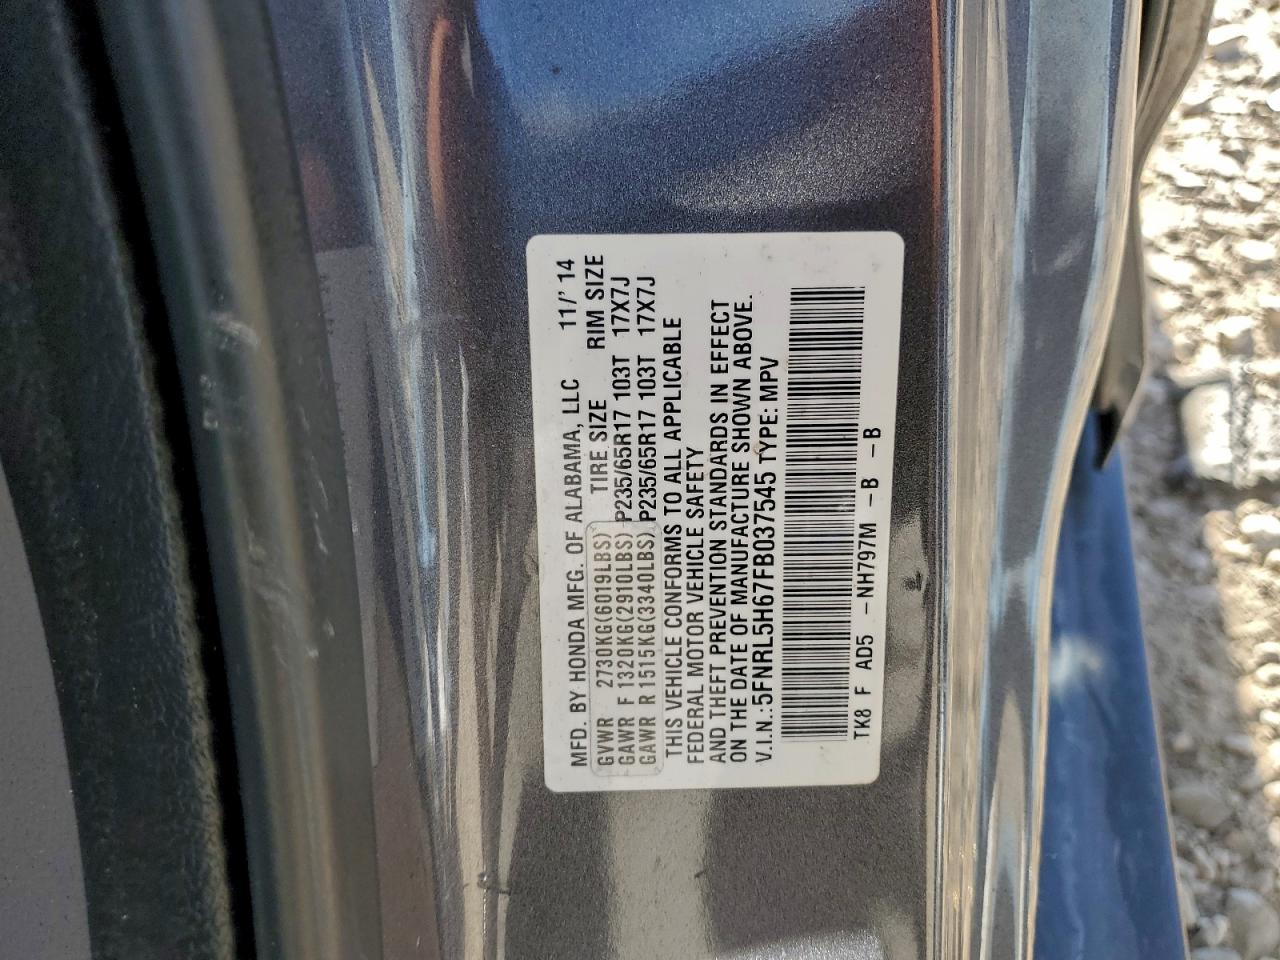 MFD. BY HONDA MFG. OF ALABAMA, LLC 11/' 14
GVWR 2730KG(6019LBS) TIRE SIZE RIM SIZE
GAWR F 1320KG(2910LBS) P235/65R17 103T 17X7J
GAWR R 1515KG(3340LBS) P235/65R17 103T 17X7J
THIS VEHICLE CONFORMS TO ALL APPLICABLE
FEDERAL MOTOR VEHICLE SAFETY
AND THEFT PREVENTION STANDARDS IN EFFECT
ON THE DATE OF MANUFACTURE SHOWN ABOVE.
V.I.N.:5FNRL5H67FB037545 TYPE: MPV
TK8 F AD5 -NH797M -B -B